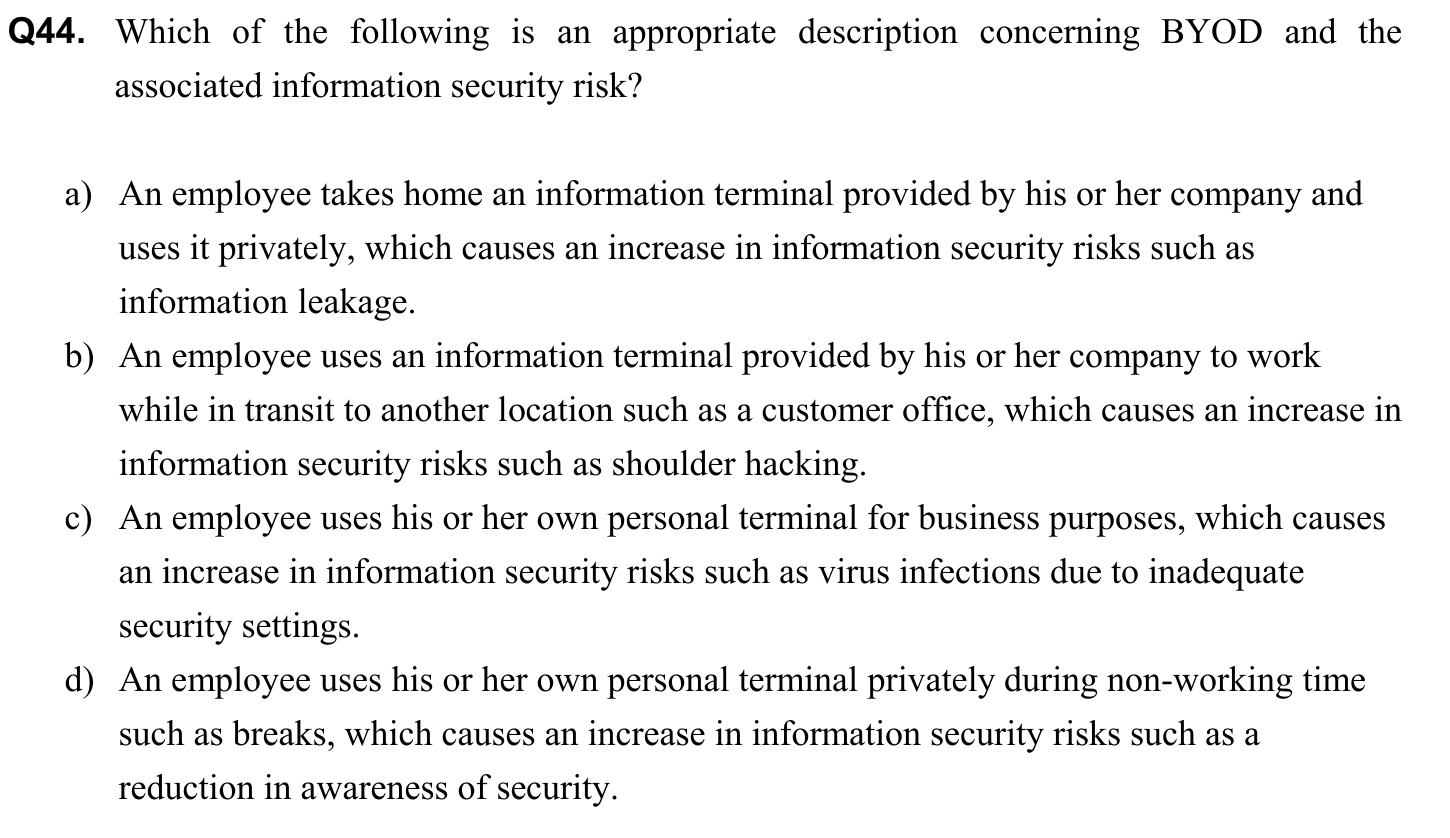 Q44. Which of the following is an appropriate description concerning BYOD and the
associated information security risk?
a) An employee takes home an information terminal provided by his or her company and
uses it privately, which causes an increase in information security risks such as
information leakage.
b) An employee uses an information terminal provided by his or her company to work
while in transit to another location such as a customer office, which causes an increase in
information security risks such as shoulder hacking.
c) An employee uses his or her own personal terminal for business purposes, which causes
an increase in information security risks such as virus infections due to inadequate
security settings.
d) An employee uses his or her own personal terminal privately during non-working time
such as breaks, which causes an increase in information security risks such as a
reduction in awareness of security.